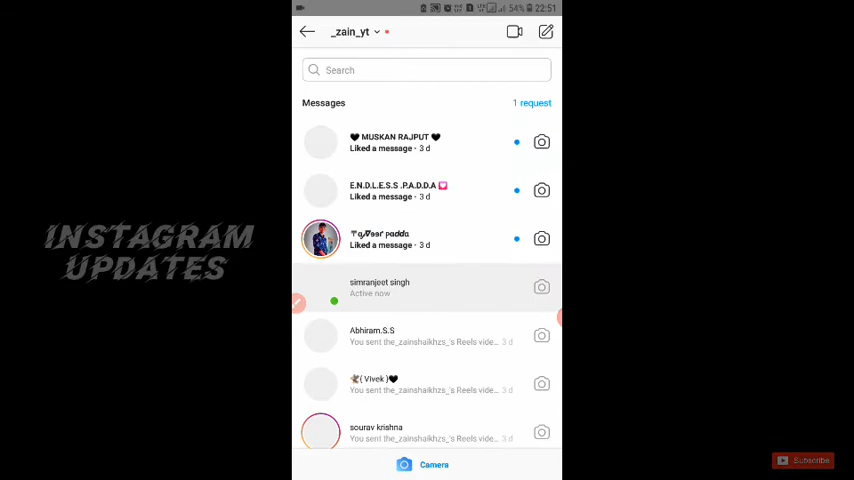 54% 22:51
_zain_yt
Search
Messages
1 request
🖤 MUSKAN RAJPUT 🖤
Liked a message · 3 d
E.N.D.L.E.S.S .P.A.D.D.A 💟
Liked a message · 3 d
Liked a message · 3 d
INSTAGRAM
UPDATES
simranjeet singh
Active now
Abhiram.S.S
You sent the_zainshaikhzs_'s Reels vide... 3 d
🕊️{ Vivek }🖤
You sent the_zainshaikhzs_'s Reels vide... 3 d
sourav krishna
You sent the_zainshaikhzs_'s Reels vide... 3 d
Camera
Subscribe